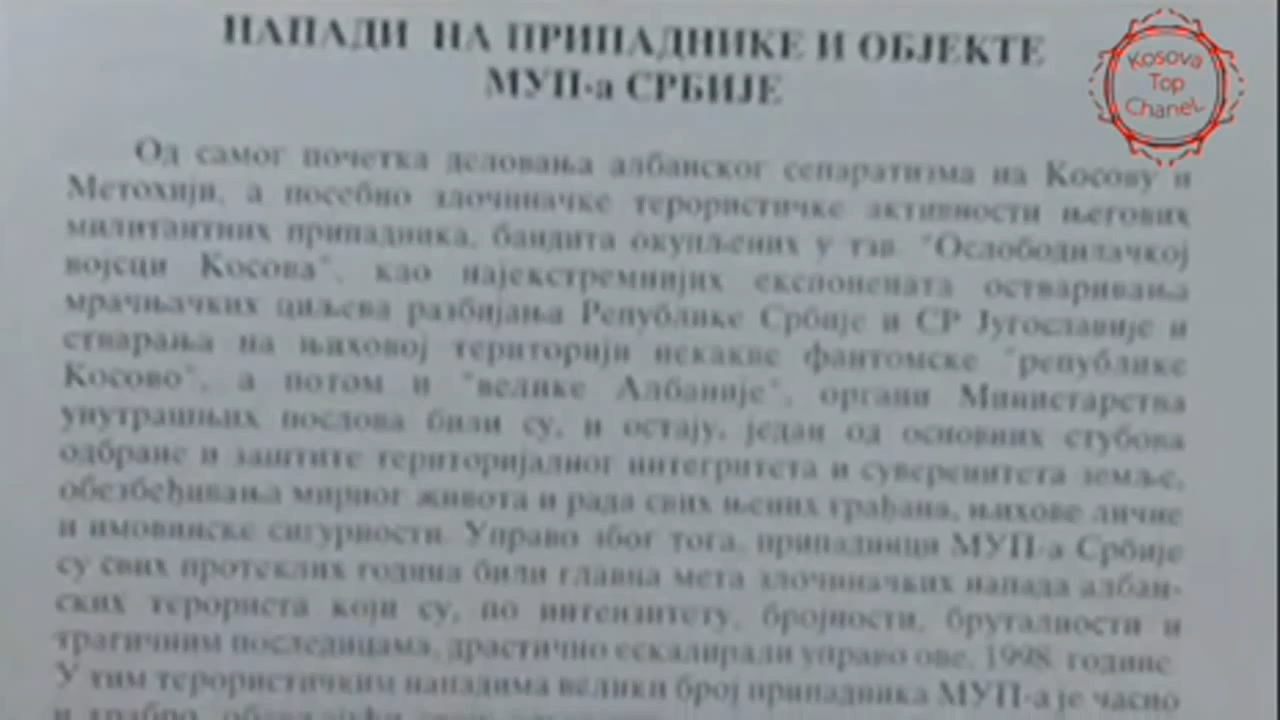 НАПАДИ НА ПРИПАДНИКЕ И ОБЈЕКТЕ
МУП-а СРБИЈЕ
Kosova
Top
Chanel
Од самог почетка деловања албанског сепаратизма на Косову и
Метохији, а посебно злочиначке терористичке активности његових
милитантних припадника, бандита окупљених у тзв. "Ослободилачкој
војсци Косова", као најекстремнијих експонената остваривања
мрачњачких циљева разбијања Републике Србије и СР Југославије и
стварања на њиховој територији некакве фантомске "републике
Косово", а потом и "велике Албаније", органи Министарства
унутрашњих послова били су, и остају, један од основних стубова
одбране и заштите територијалног интегритета и суверенитета земље,
обезбеђивања мирног живота и рада свих њених грађана, њихове личне
и имовинске сигурности. Управо због тога, припадници МУП-а Србије
су свих протеклих година били главна мета злочиначких напада албан-
ских терориста који су, по интензитету, бројности, бруталности и
трагичним последицама, драстично ескалирали управо ове, 1998. године.
У тим терористичким нападима велики број припадника МУП-а је часно
и храбро,